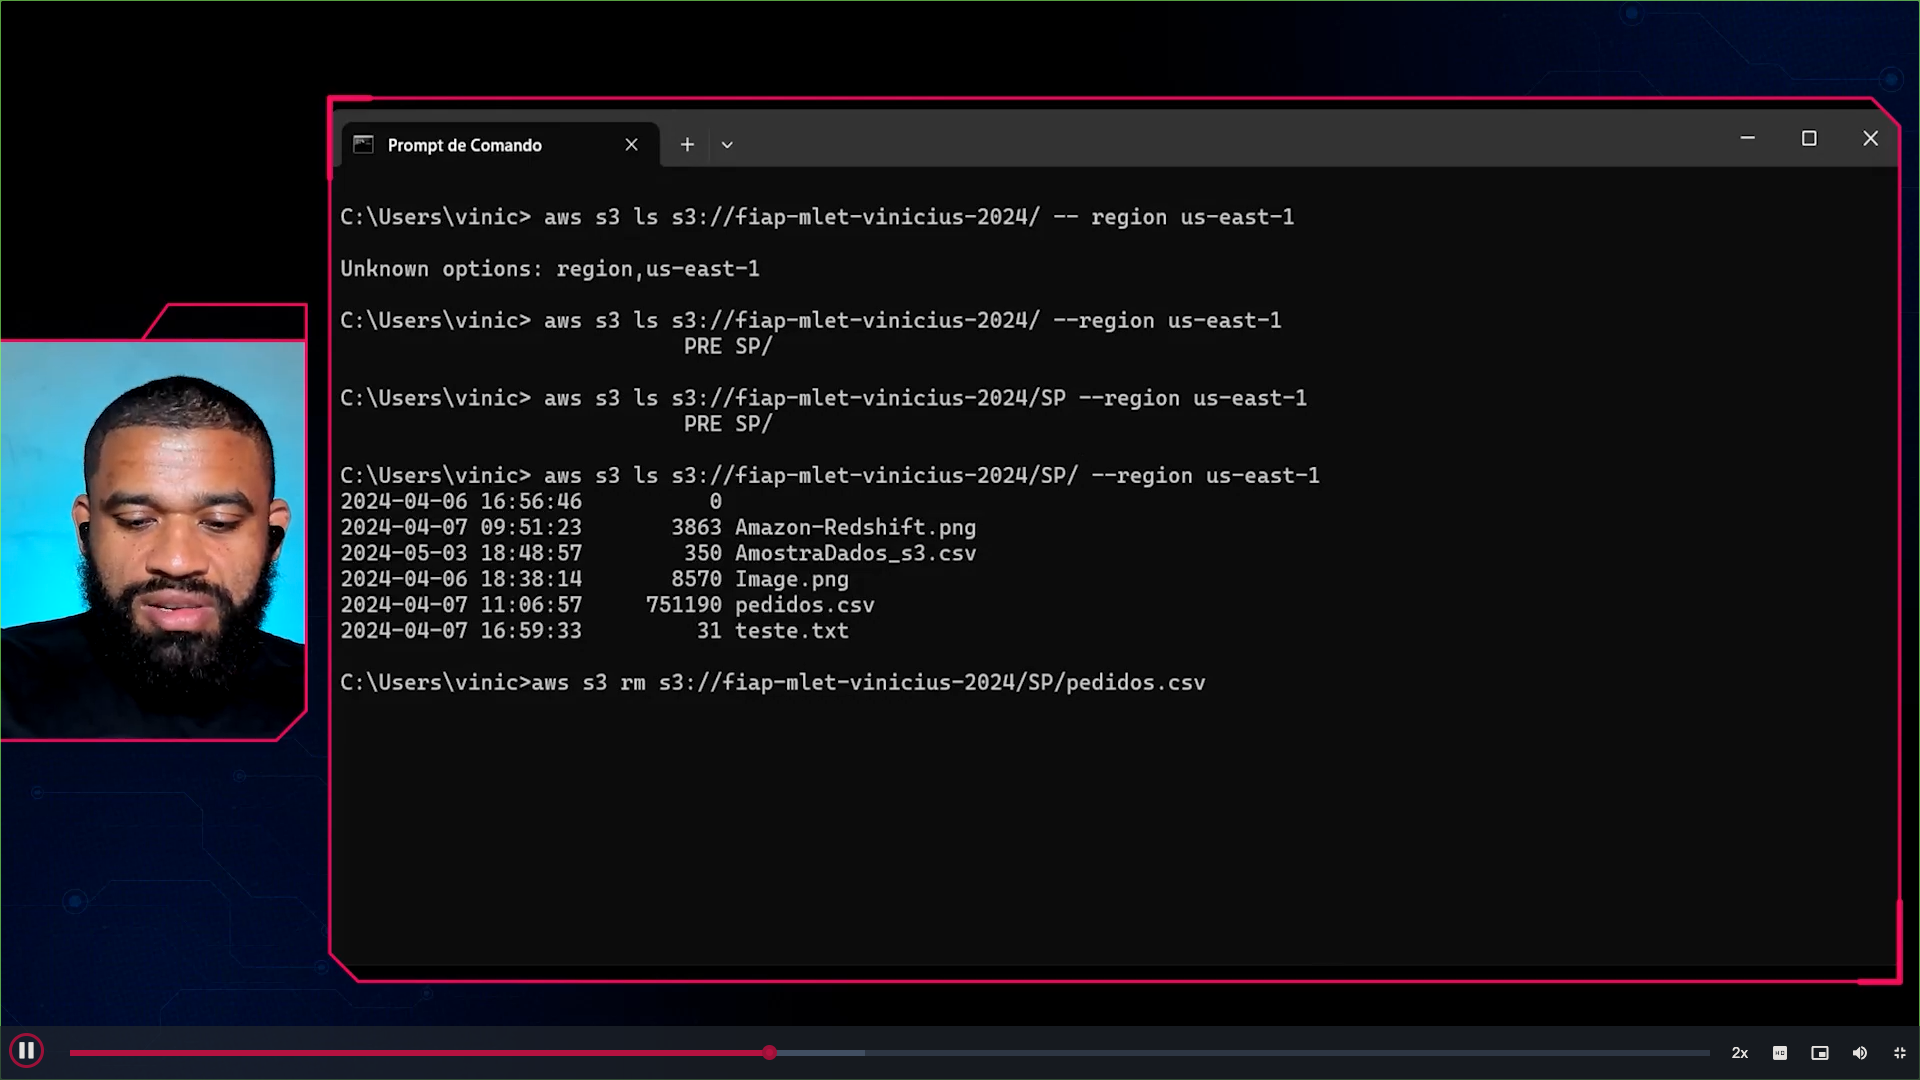 Prompt de Comando
C:\Users\vinic> aws s3 ls s3://fiap-mlet-vinicius-2024/ -- region us-east-1
Unknown options: region,us-east-1
C:\Users\vinic> aws s3 ls s3://fiap-mlet-vinicius-2024/ --region us-east-1
PRE SP/
C:\Users\vinic> aws s3 ls s3://fiap-mlet-vinicius-2024/SP --region us-east-1
PRE SP/
C:\Users\vinic> aws s3 ls s3://fiap-mlet-vinicius-2024/SP/ --region us-east-1
2024-04-06 16:56:46 0
2024-04-07 09:51:23 3863 Amazon-Redshift.png
2024-05-03 18:48:57 350 AmostraDados_s3.csv
2024-04-06 18:38:14 8570 Image.png
2024-04-07 11:06:57 751190 pedidos.csv
2024-04-07 16:59:33 31 teste.txt
C:\Users\vinic>aws s3 rm s3://fiap-mlet-vinicius-2024/SP/pedidos.csv
2x
HD